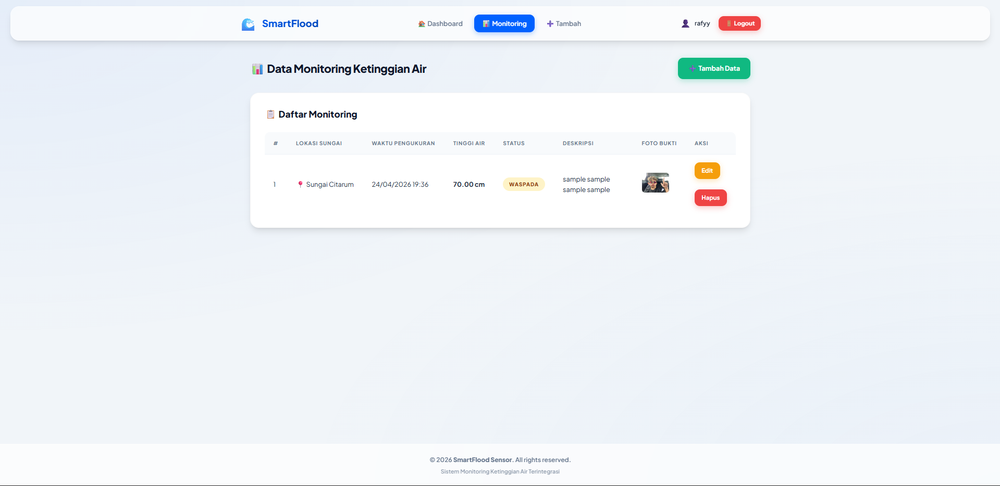 SmartFlood
Dashboard
Monitoring
Tambah
rafyy
Logout
Data Monitoring Ketinggian Air
Tambah Data
Daftar Monitoring
# LOKASI SUNGAI WAKTU PENGUKURAN TINGGI AIR STATUS DESKRIPSI FOTO BUKTI AKSI
1 Sungai Citarum 24/04/2026 19:36 70.00 cm WASPADA
sample sample
sample sample
Edit
Hapus
© 2026 SmartFlood Sensor. All rights reserved.
Sistem Monitoring Ketinggian Air Terintegrasi